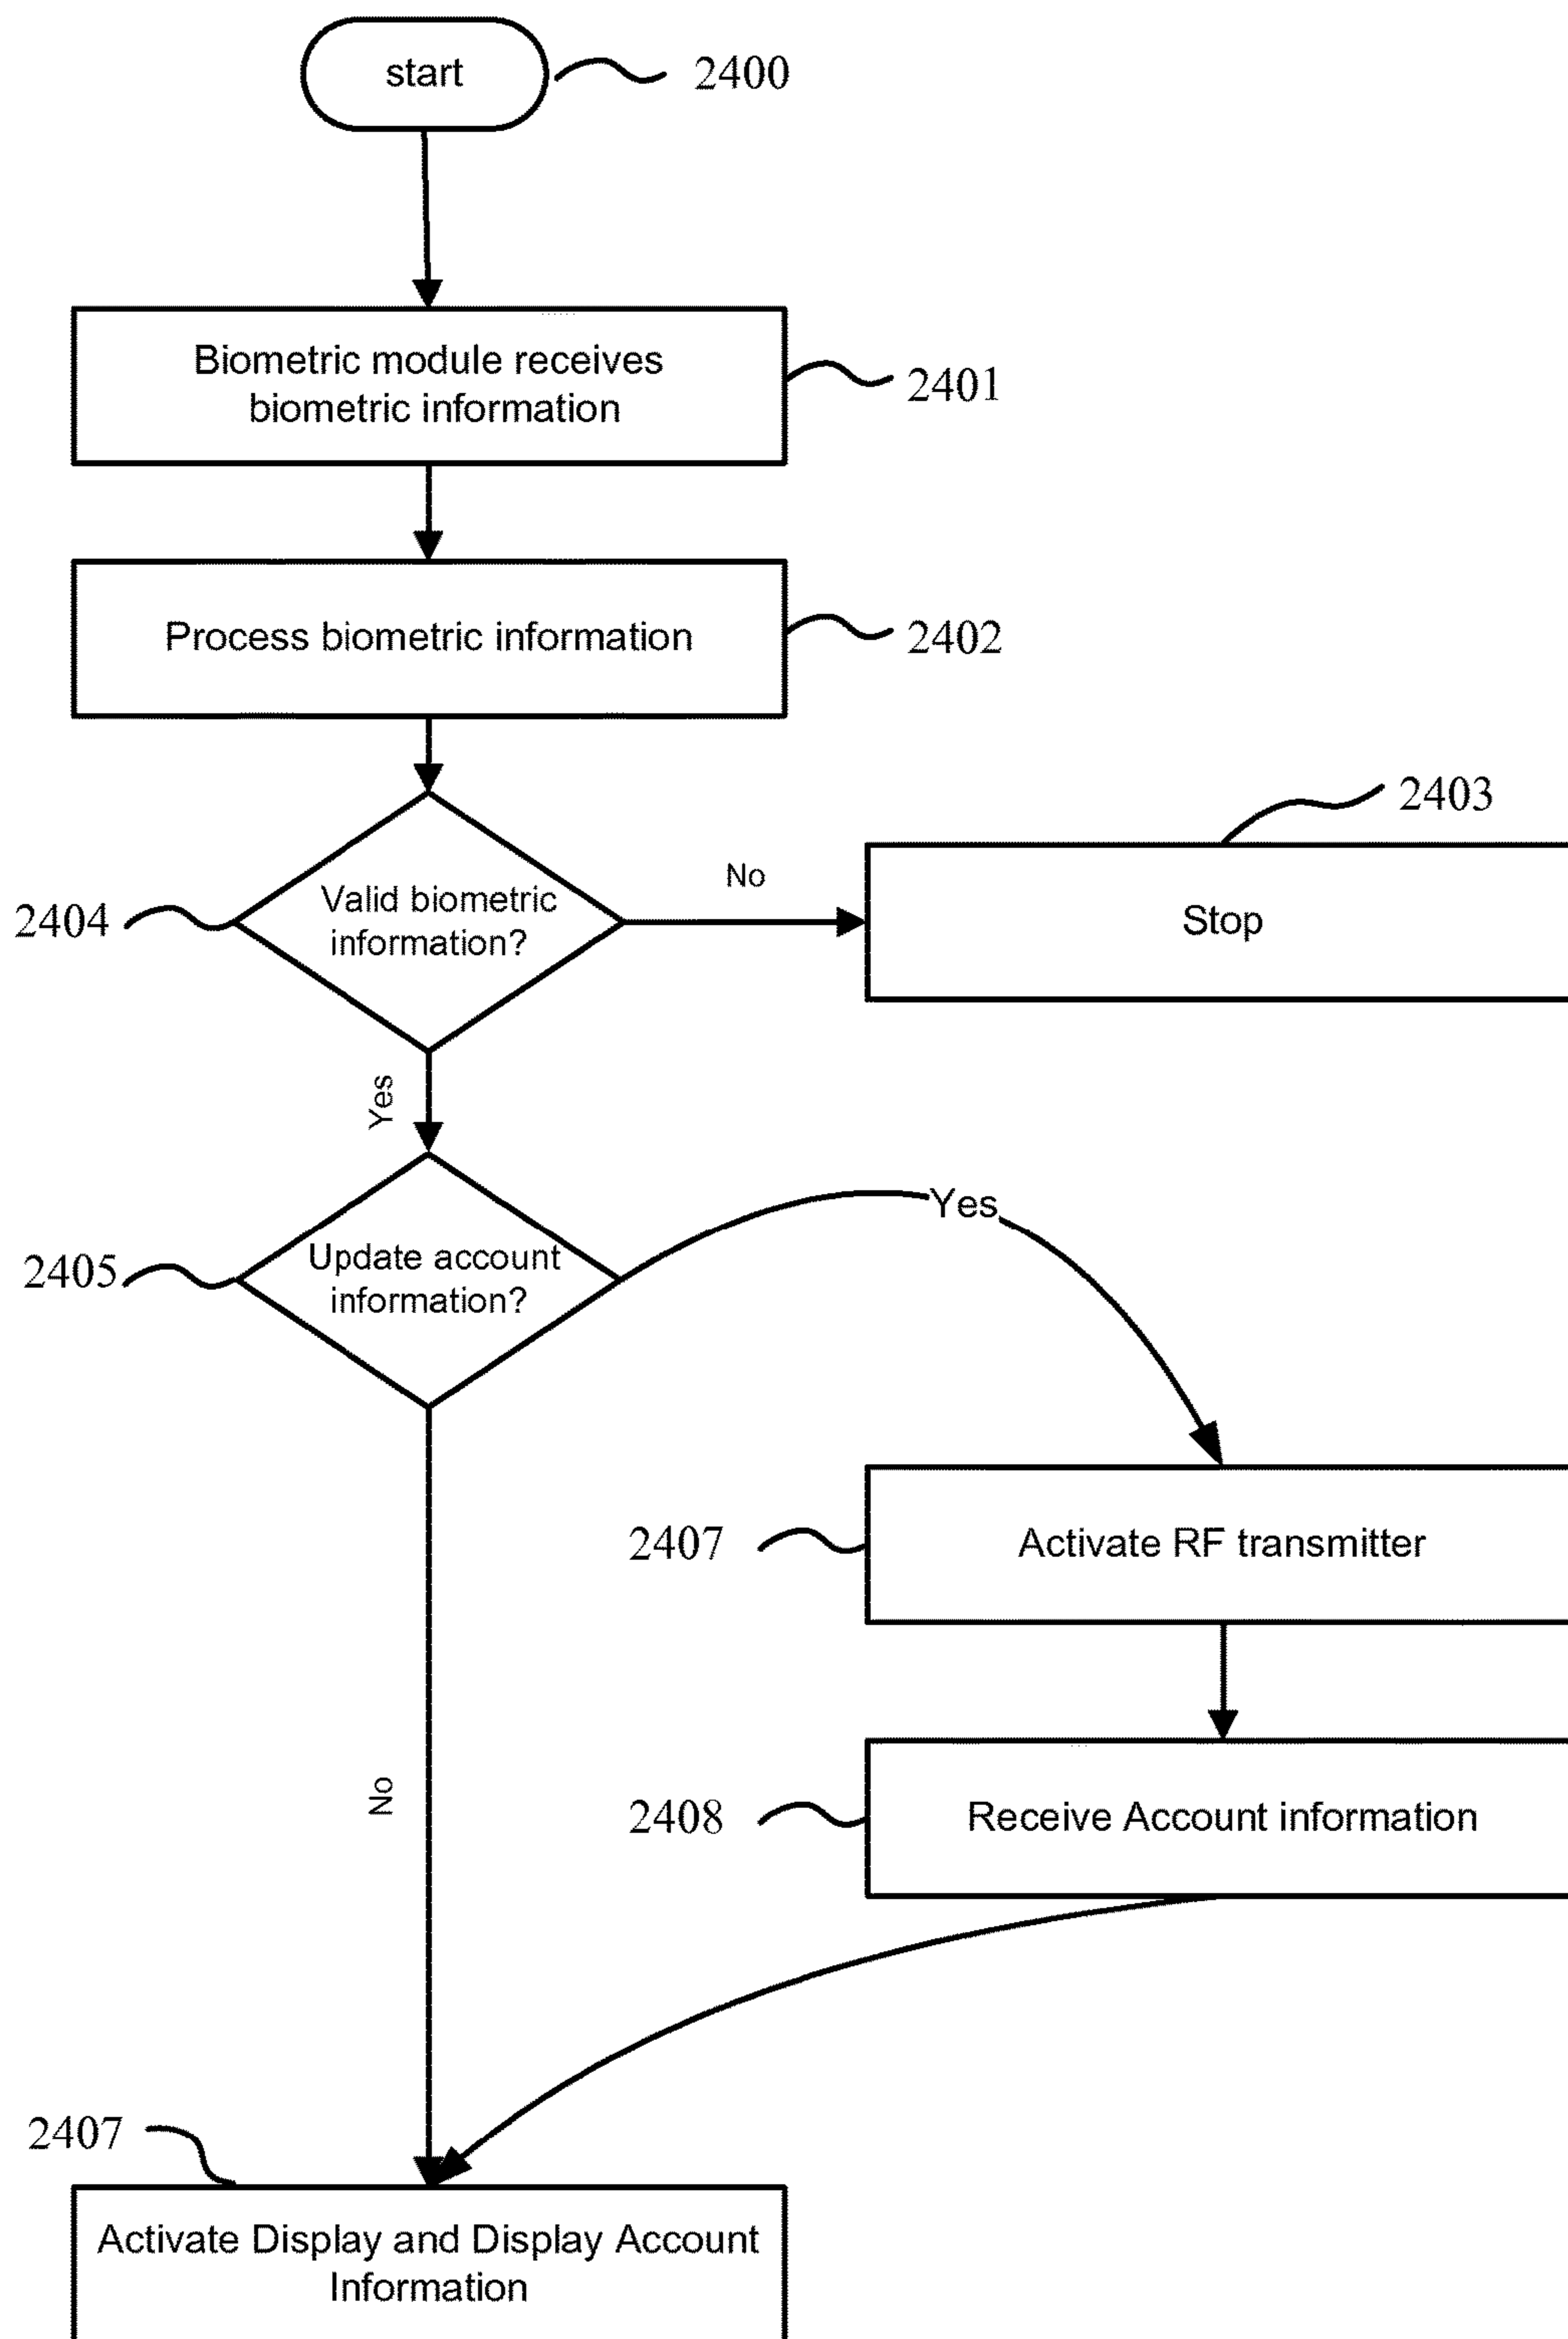 start
2400
Biometric module receives
biometric information
2401
Process biometric information
2402
2403
Valid biometric
information?
2404
No
Stop
Yes
Update account
information?
2405
Yes
2407
Activate RF transmitter
No
2408
Receive Account information
2407
Activate Display and Display Account
Information